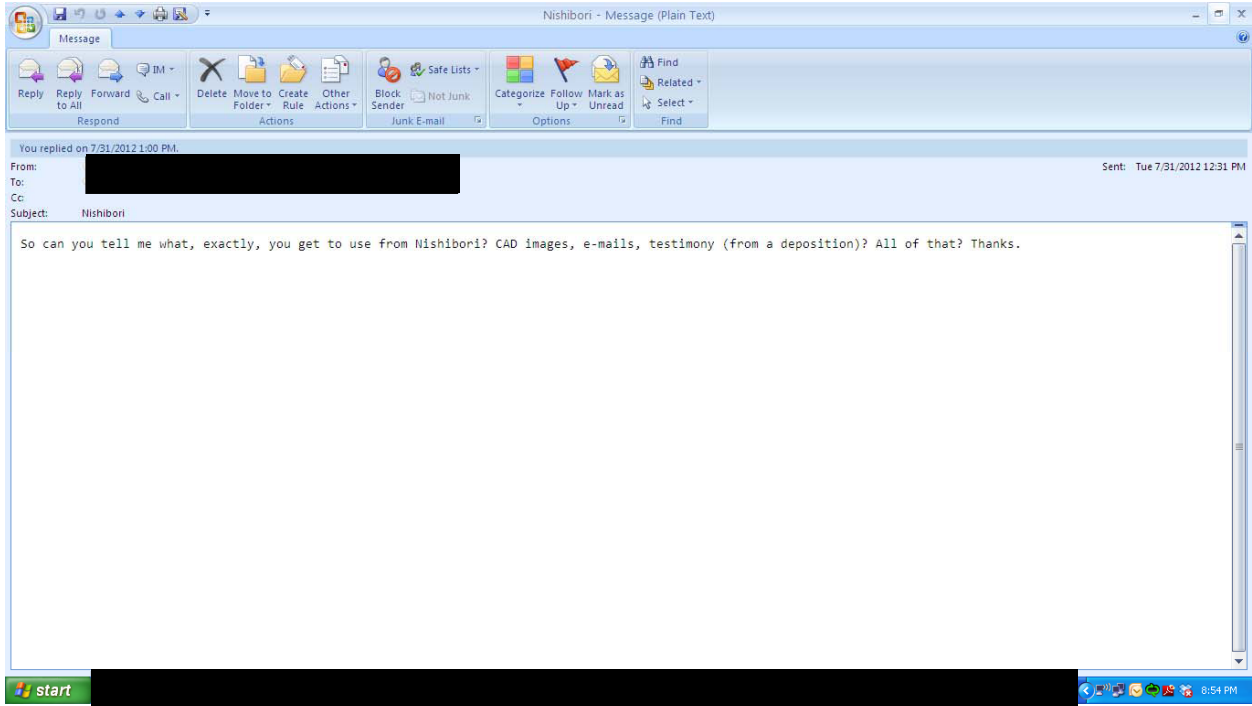 Nishibori - Message (Plain Text)
Message
Reply
Reply to All
Forward
IM
Call
Respond
Delete
Move to Folder
Create Rule
Other Actions
Actions
Block Sender
Safe Lists
Not Junk
Junk E-mail
Categorize
Follow Up
Mark as Unread
Options
Find
Related
Select
Find
You replied on 7/31/2012 1:00 PM.
From:
Sent: Tue 7/31/2012 12:31 PM
To:
Cc:
Subject: Nishibori
So can you tell me what, exactly, you get to use from Nishibori? CAD images, e-mails, testimony (from a deposition)? All of that? Thanks.
start
8:54 PM